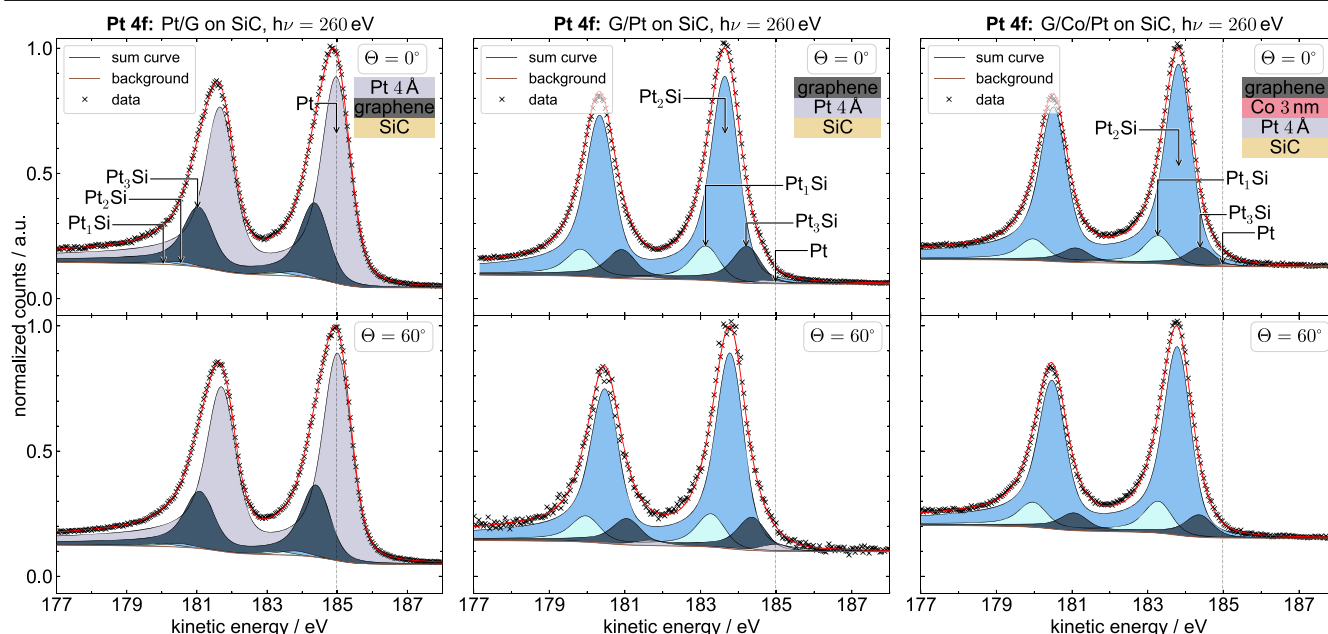 Pt 4f: Pt/G on SiC, hν = 260 eV
sum curve
background
× data
Θ = 0°
Pt 4 Å
graphene
SiC
Pt
Pt₃Si
Pt₂Si
Pt₁Si
1.0
0.5
0.0
normalized counts / a.u.
Θ = 60°
1.0
0.5
0.0
177 179 181 183 185 187
kinetic energy / eV
Pt 4f: G/Pt on SiC, hν = 260 eV
sum curve
background
× data
Θ = 0°
graphene
Pt 4 Å
SiC
Pt₂Si
Pt₁Si
Pt₃Si
Pt
Θ = 60°
177 179 181 183 185 187
kinetic energy / eV
Pt 4f: G/Co/Pt on SiC, hν = 260 eV
sum curve
background
× data
Θ = 0°
graphene
Co 3 nm
Pt 4 Å
SiC
Pt₂Si
Pt₁Si
Pt₃Si
Pt
Θ = 60°
177 179 181 183 185 187
kinetic energy / eV